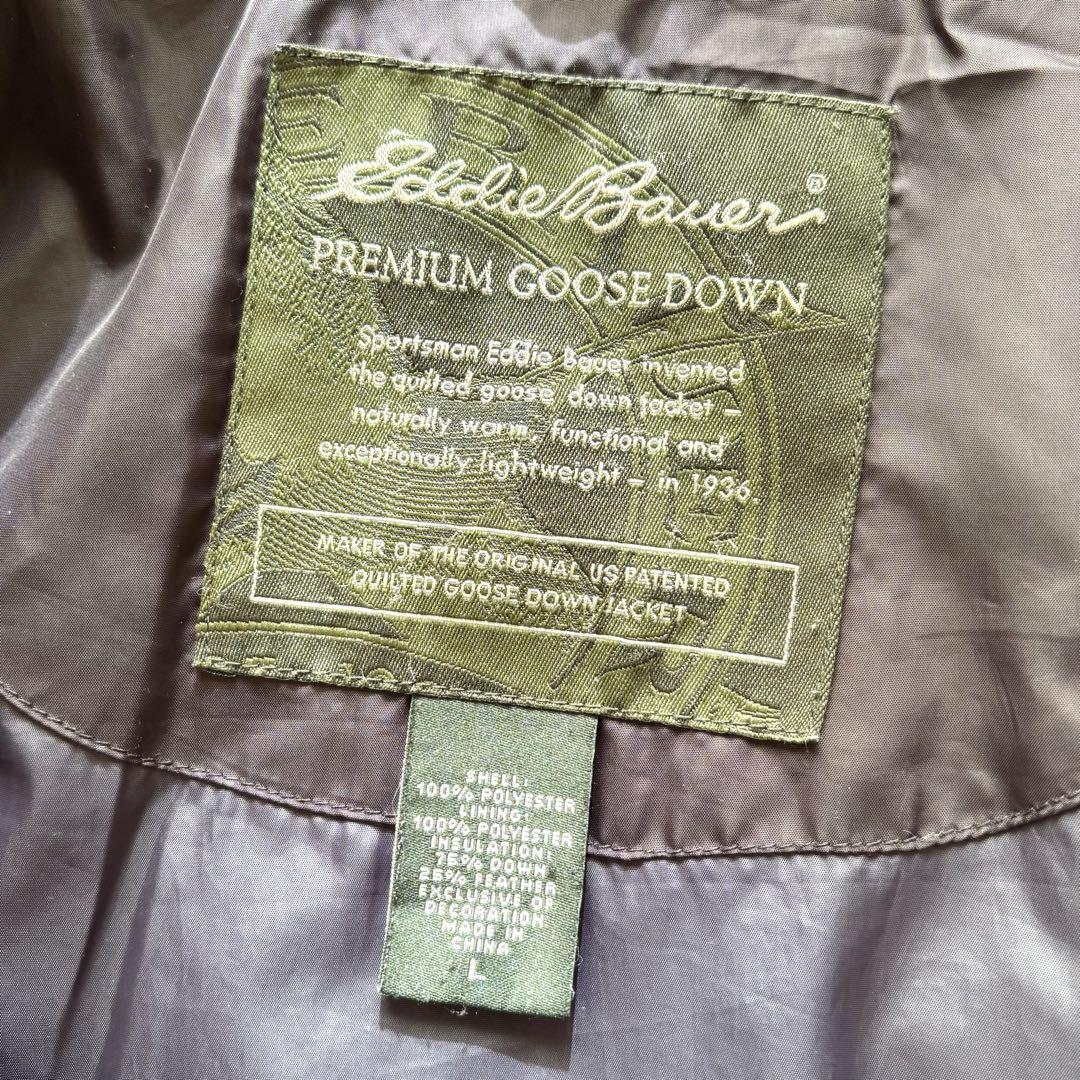 Eddie Bauer ®
PREMIUM GOOSE DOWN
Sportsman Eddie Bauer invented
the quilted goose down jacket –
naturally warm, functional and
exceptionally lightweight – in 1936.
MAKER OF THE ORIGINAL US PATENTED
QUILTED GOOSE DOWN JACKET
SHELL:
100% POLYESTER
LINING:
100% POLYESTER
INSULATION:
75% DOWN
25% FEATHER
EXCLUSIVE OF
DECORATION
MADE IN
CHINA
L